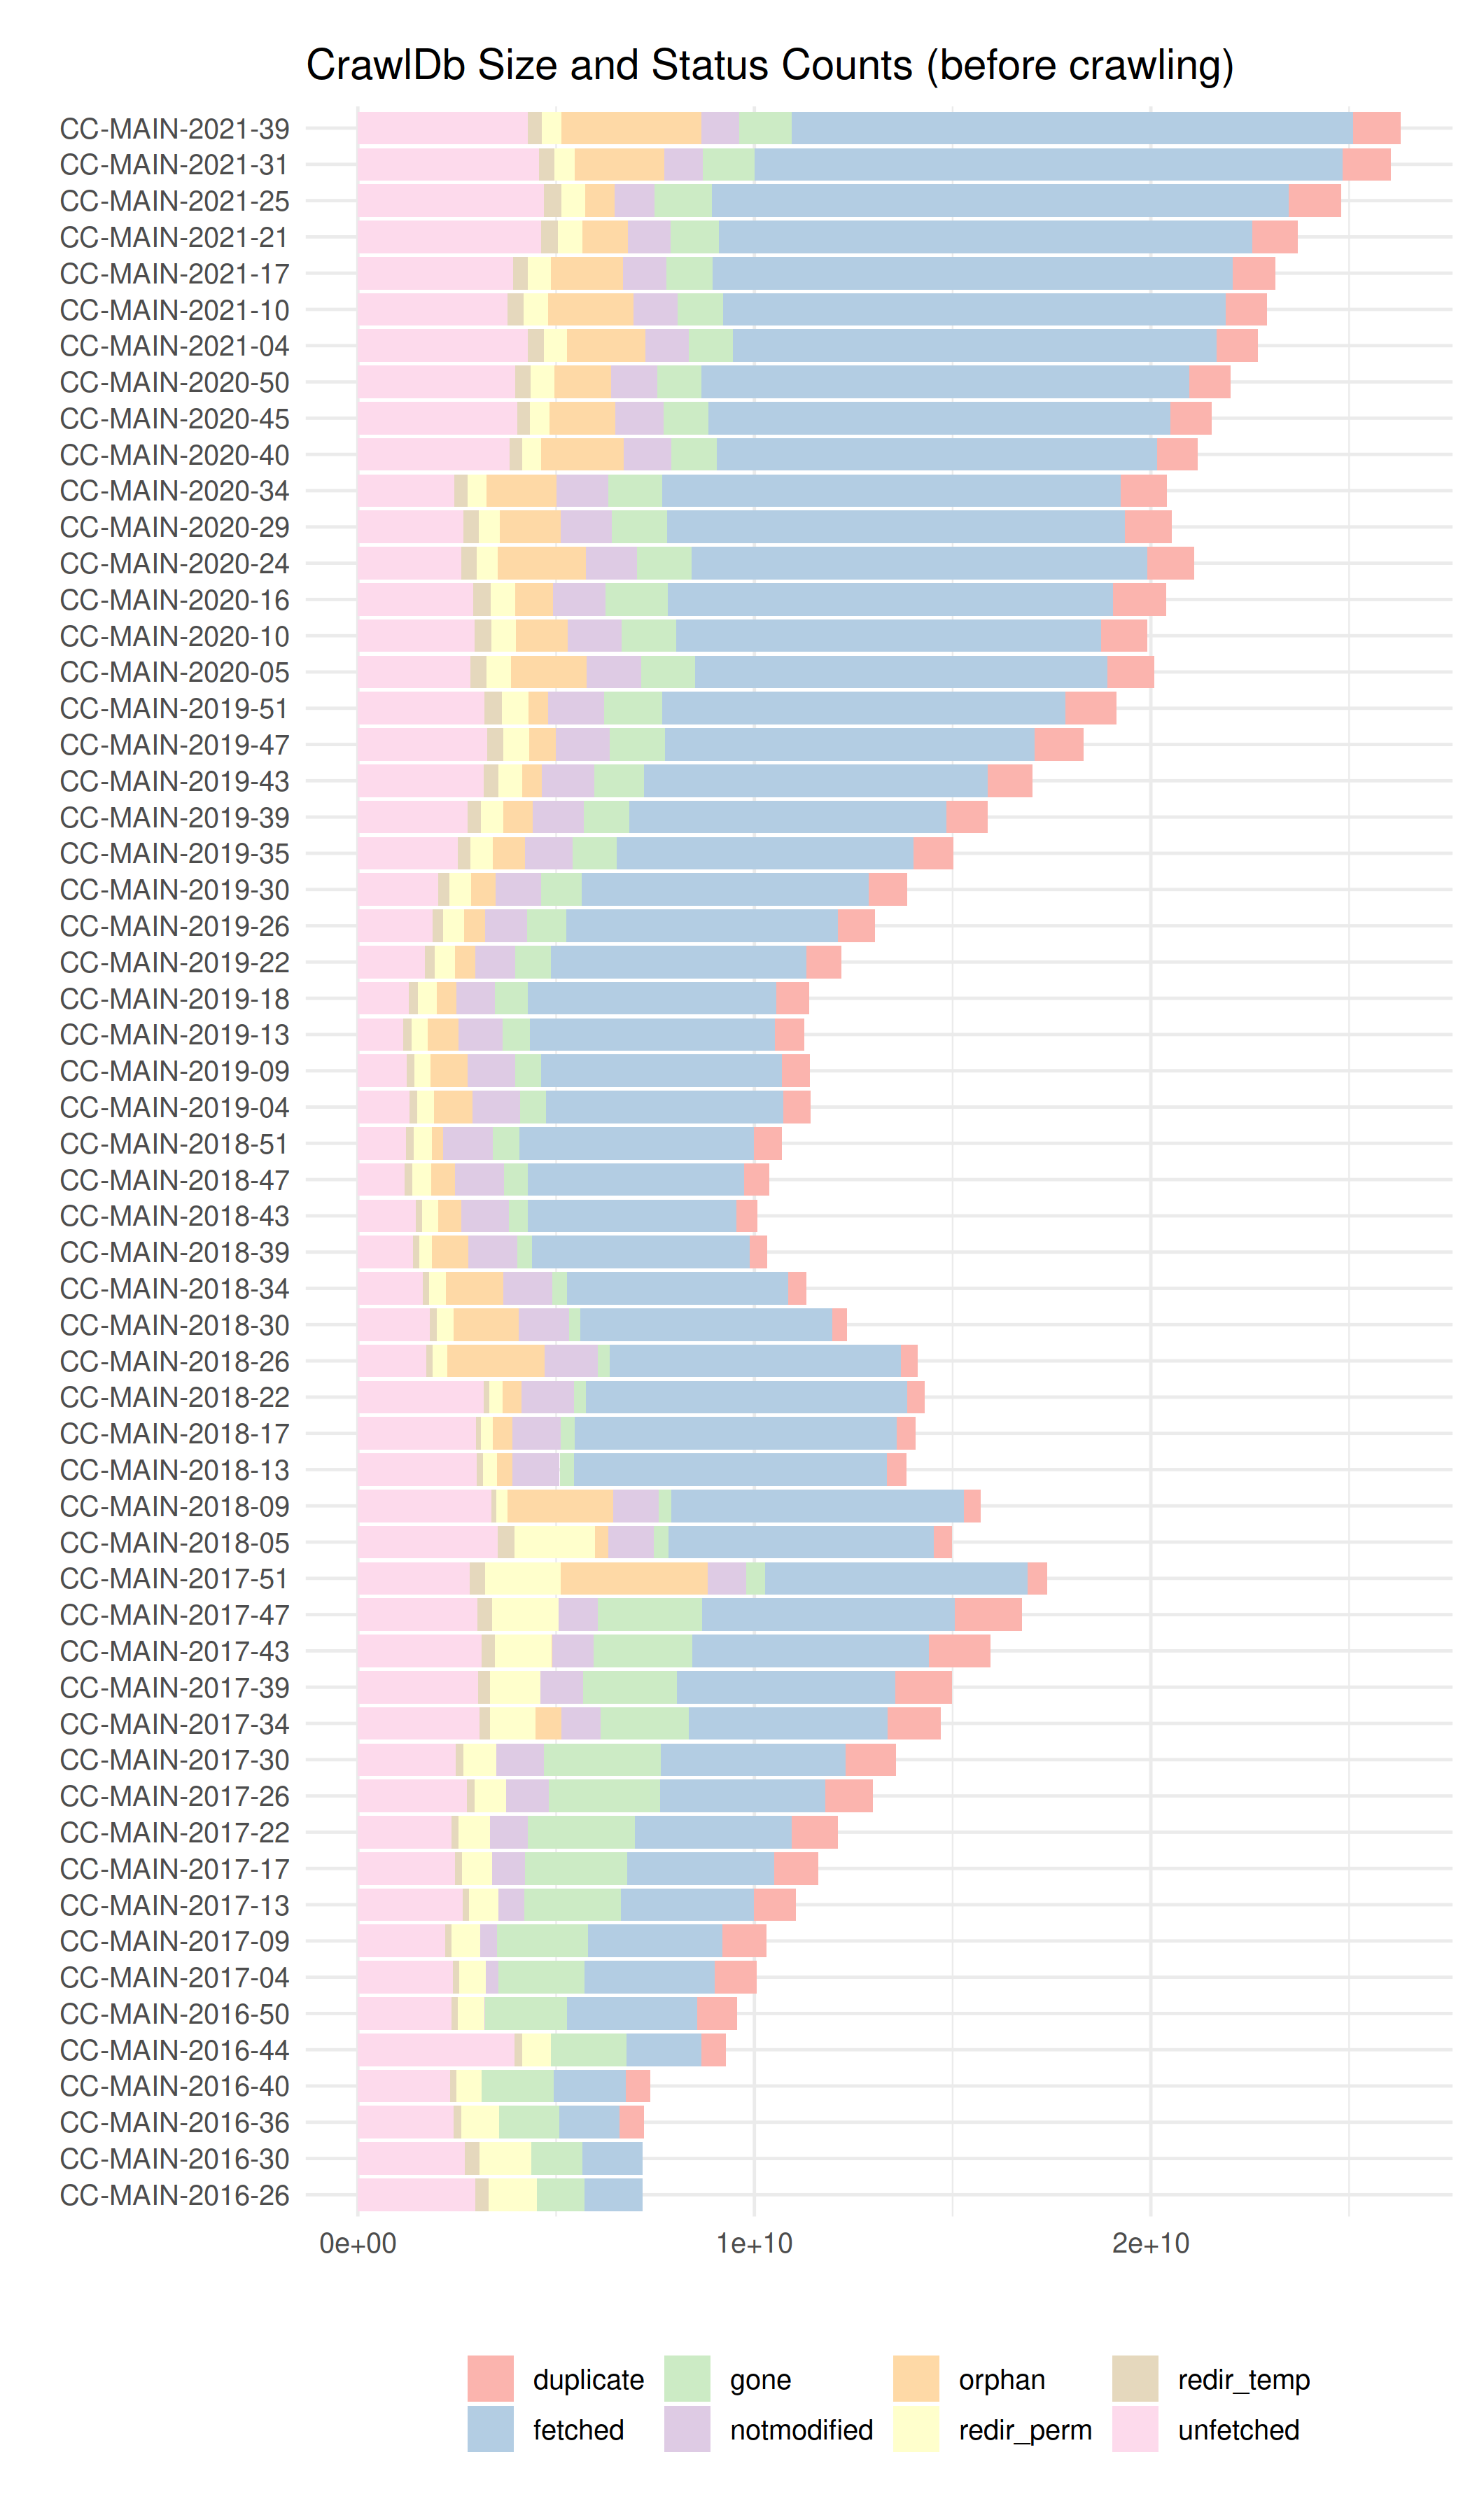 CrawlDb Size and Status Counts (before crawling)
CC-MAIN-2021-39
CC-MAIN-2021-31
CC-MAIN-2021-25
CC-MAIN-2021-21
CC-MAIN-2021-17
CC-MAIN-2021-10
CC-MAIN-2021-04
CC-MAIN-2020-50
CC-MAIN-2020-45
CC-MAIN-2020-40
CC-MAIN-2020-34
CC-MAIN-2020-29
CC-MAIN-2020-24
CC-MAIN-2020-16
CC-MAIN-2020-10
CC-MAIN-2020-05
CC-MAIN-2019-51
CC-MAIN-2019-47
CC-MAIN-2019-43
CC-MAIN-2019-39
CC-MAIN-2019-35
CC-MAIN-2019-30
CC-MAIN-2019-26
CC-MAIN-2019-22
CC-MAIN-2019-18
CC-MAIN-2019-13
CC-MAIN-2019-09
CC-MAIN-2019-04
CC-MAIN-2018-51
CC-MAIN-2018-47
CC-MAIN-2018-43
CC-MAIN-2018-39
CC-MAIN-2018-34
CC-MAIN-2018-30
CC-MAIN-2018-26
CC-MAIN-2018-22
CC-MAIN-2018-17
CC-MAIN-2018-13
CC-MAIN-2018-09
CC-MAIN-2018-05
CC-MAIN-2017-51
CC-MAIN-2017-47
CC-MAIN-2017-43
CC-MAIN-2017-39
CC-MAIN-2017-34
CC-MAIN-2017-30
CC-MAIN-2017-26
CC-MAIN-2017-22
CC-MAIN-2017-17
CC-MAIN-2017-13
CC-MAIN-2017-09
CC-MAIN-2017-04
CC-MAIN-2016-50
CC-MAIN-2016-44
CC-MAIN-2016-40
CC-MAIN-2016-36
CC-MAIN-2016-30
CC-MAIN-2016-26
0e+00 1e+10 2e+10
duplicate gone orphan redir_temp
fetched notmodified redir_perm unfetched